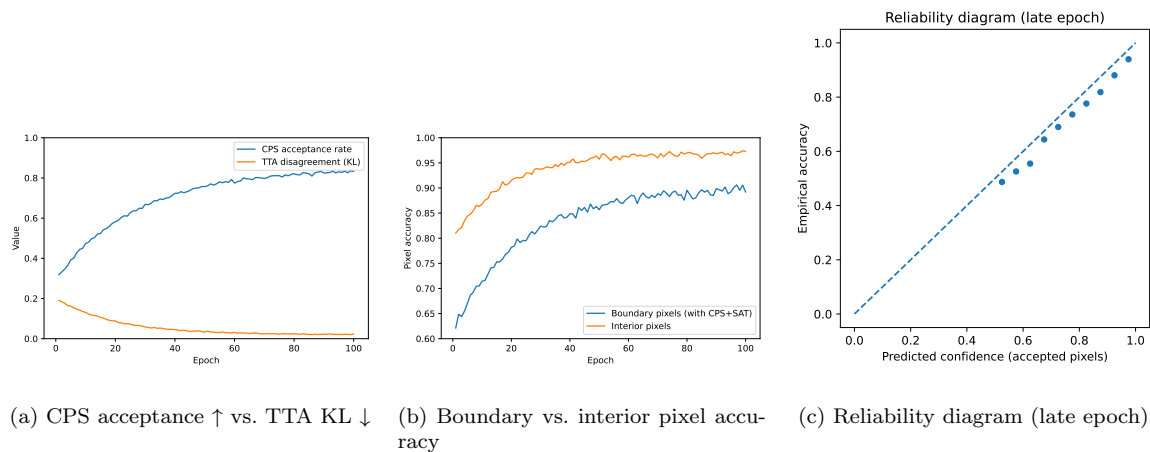 1.0
0.8
0.6
0.4
0.2
0.0
Value
0
20
40
60
80
100
Epoch
CPS acceptance rate
TTA disagreement (KL)
(a) CPS acceptance ↑ vs. TTA KL ↓
1.00
0.95
0.90
0.85
0.80
0.75
0.70
0.65
0.60
Pixel accuracy
0
20
40
60
80
100
Epoch
Boundary pixels (with CPS+SAT)
Interior pixels
(b) Boundary vs. interior pixel accu-
racy
Reliability diagram (late epoch)
1.0
0.8
0.6
0.4
0.2
0.0
Empirical accuracy
0.0
0.2
0.4
0.6
0.8
1.0
Predicted confidence (accepted pixels)
(c) Reliability diagram (late epoch)